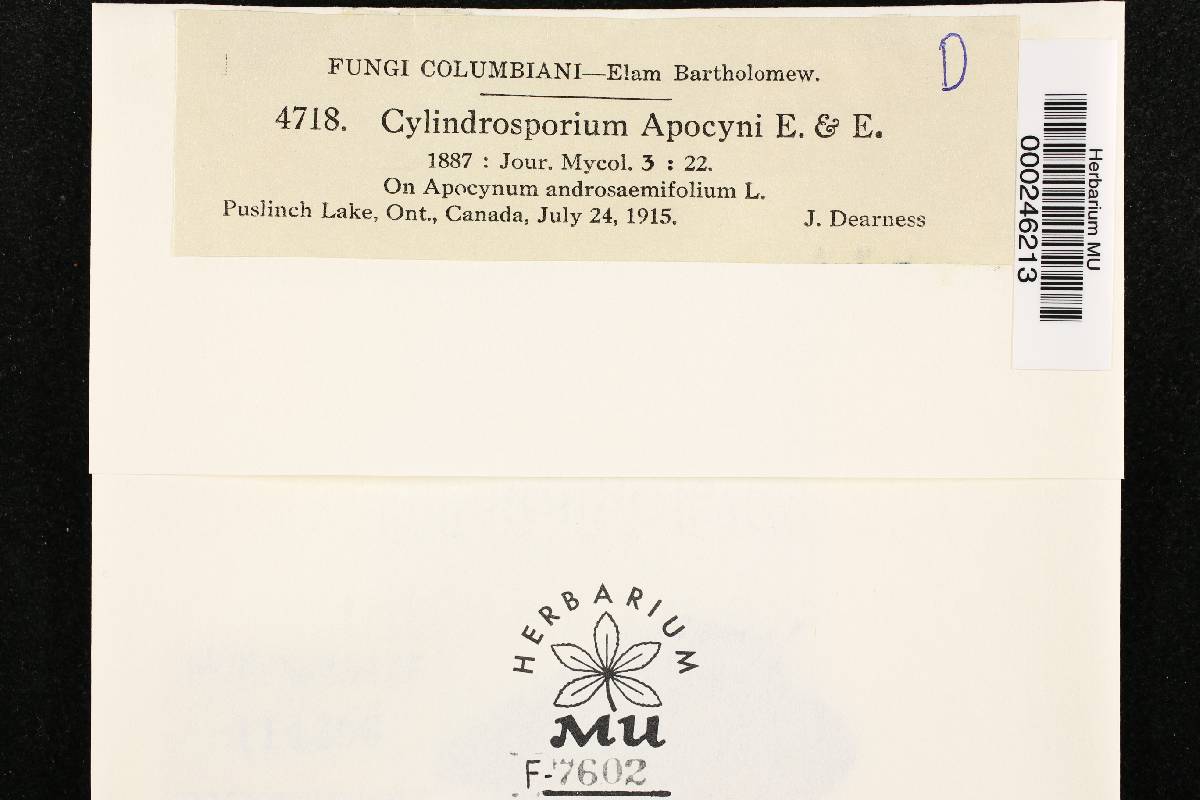 FUNGI COLUMBIANI—Elam Bartholomew.
D
4718. Cylindrosporium Apocyni E. & E.
1887 : Jour. Mycol. 3 : 22.
On Apocynum androsaemifolium L.
Puslinch Lake, Ont., Canada, July 24, 1915. J. Dearness
Herbarium MU
000246213
HERBARIUM
MU
F-7602